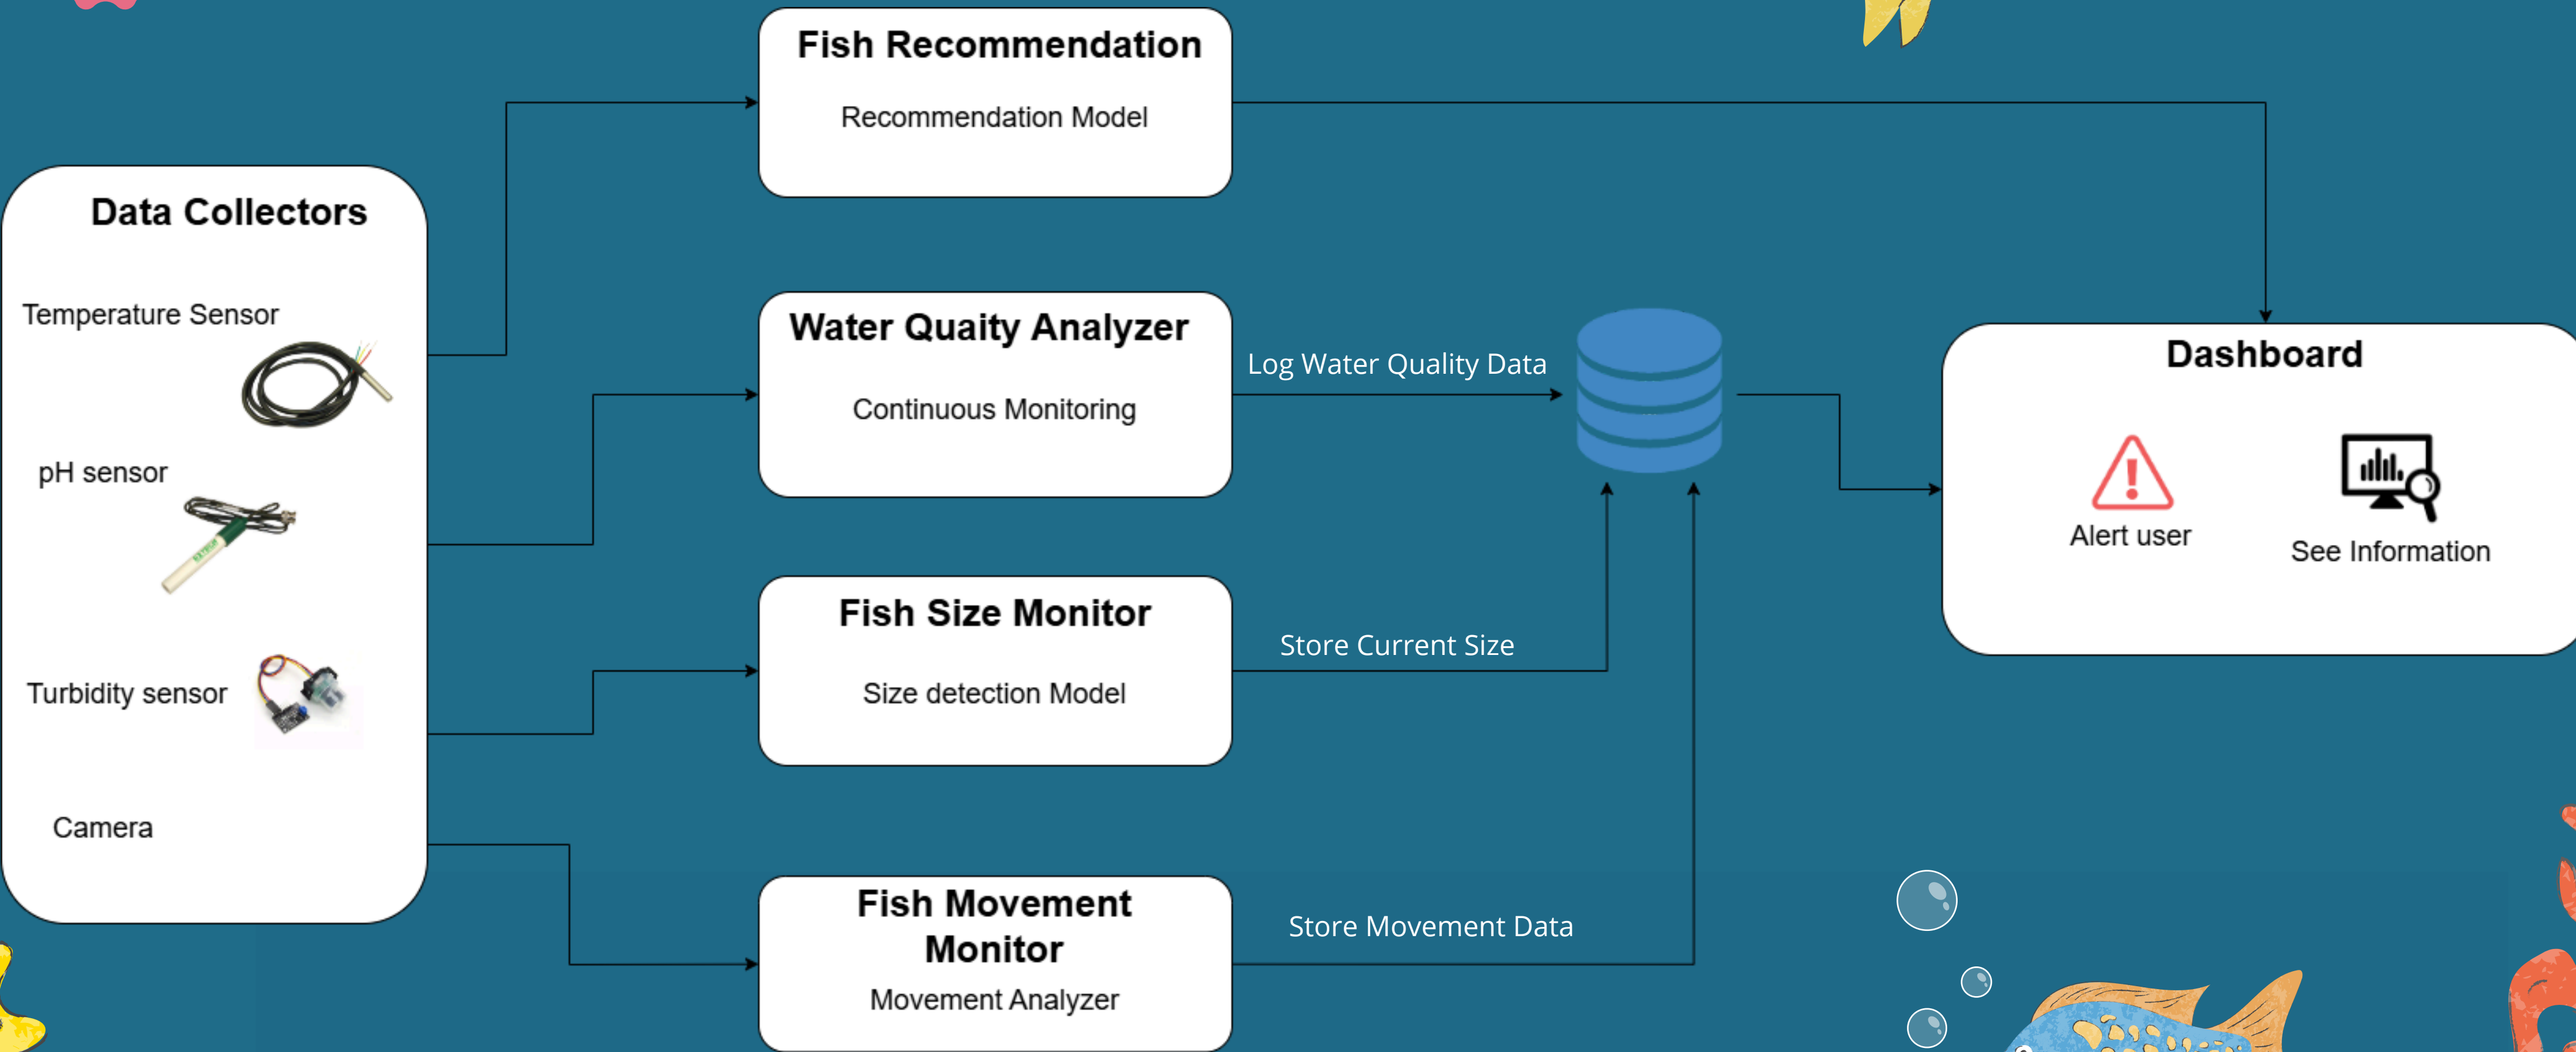 Fish Recommendation
Recommendation Model
Data Collectors
Temperature Sensor
pH sensor
Turbidity sensor
Camera
Water Quaity Analyzer
Continuous Monitoring
Log Water Quality Data
Fish Size Monitor
Size detection Model
Store Current Size
Fish Movement
Monitor
Movement Analyzer
Store Movement Data
Dashboard
Alert user
See Information